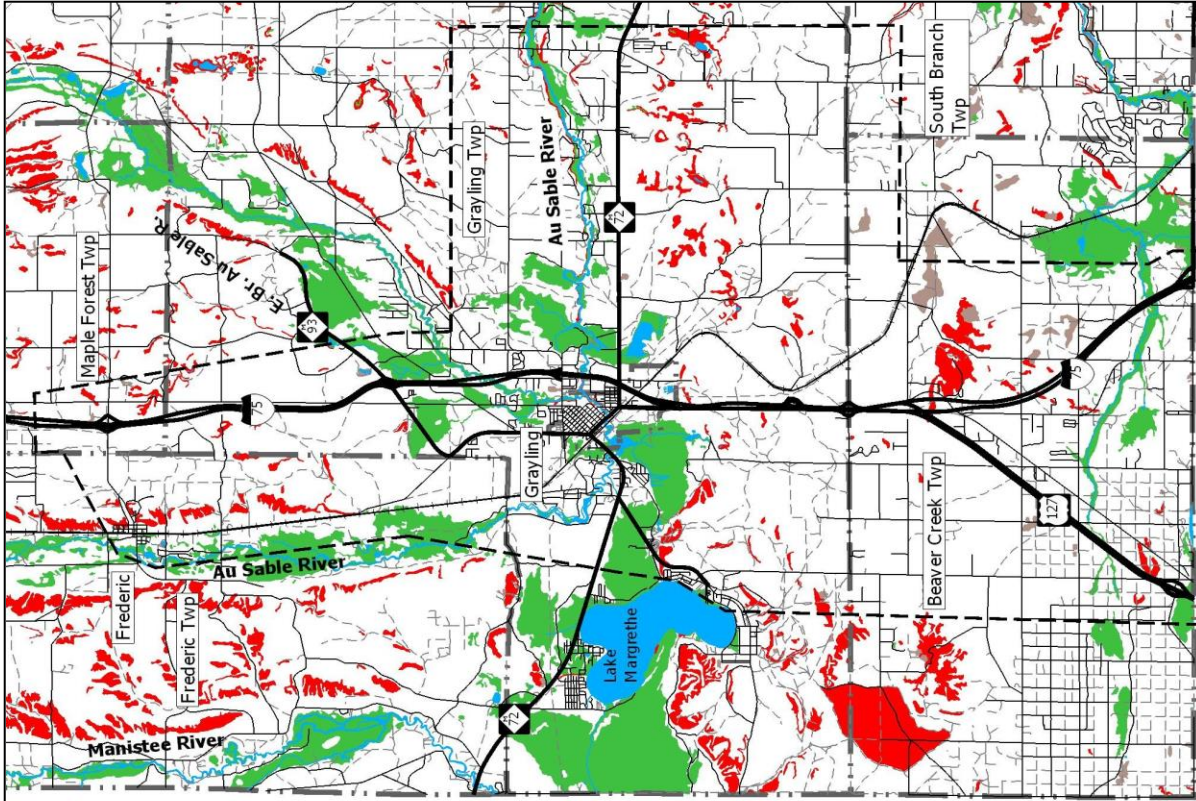 Maple Forest Twp
E. Br. Au Sable R.
M
93
75
Grayling Twp
Au Sable River
M
72
South Branch
Twp
Frederic
Au Sable River
Frederic Twp
Manistee River
Grayling
M
72
Lake
Margrethe
Beaver Creek Twp
75
127